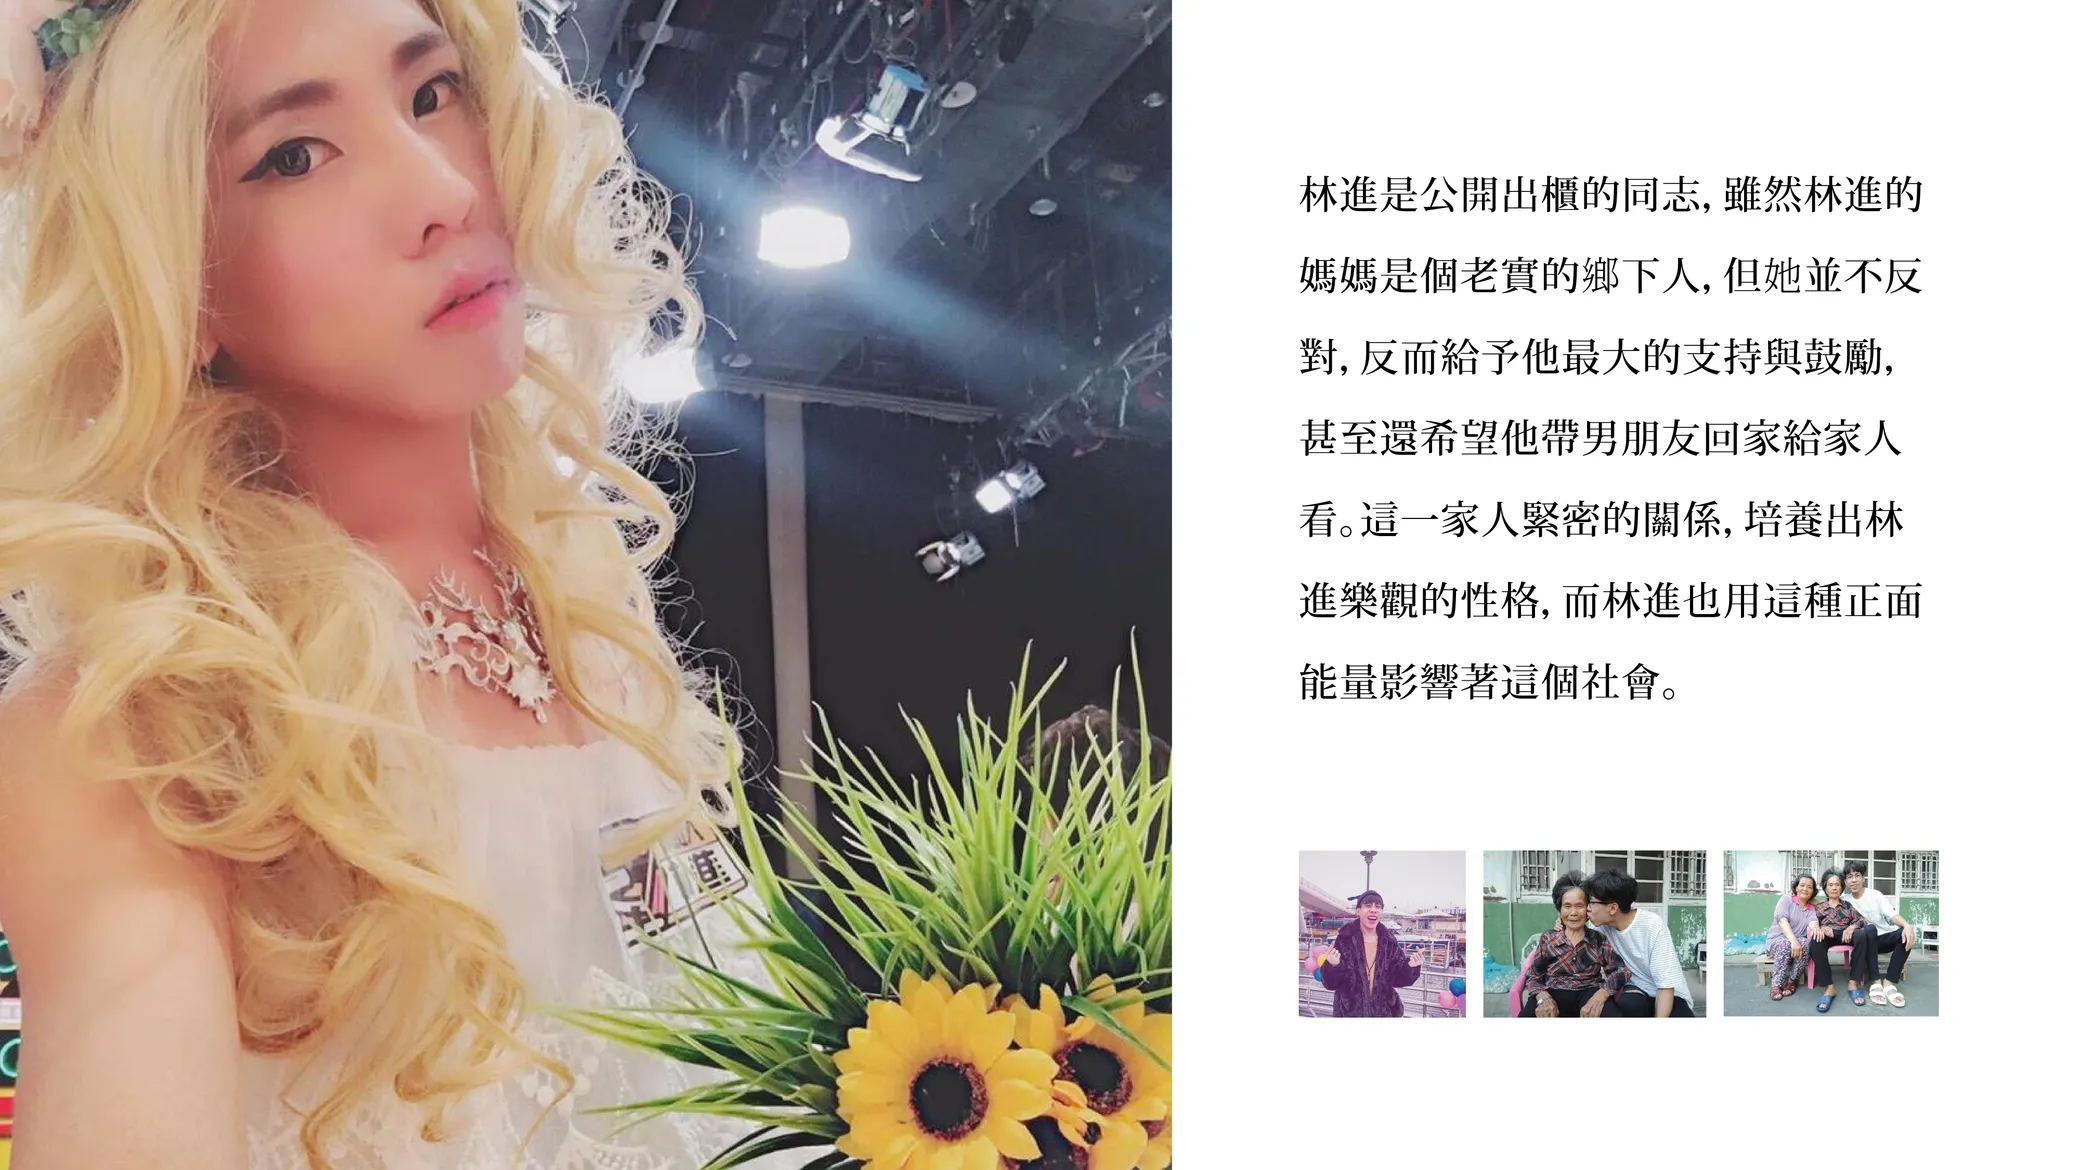 林進是公開出櫃的同志, 雖然林進的
媽媽是個老實的鄉下人, 但她並不反
對, 反而給予他最大的支持與鼓勵,
甚至還希望他帶男朋友回家給家人
看。這一家人緊密的關係, 培養出林
進樂觀的性格, 而林進也用這種正面
能量影響著這個社會。